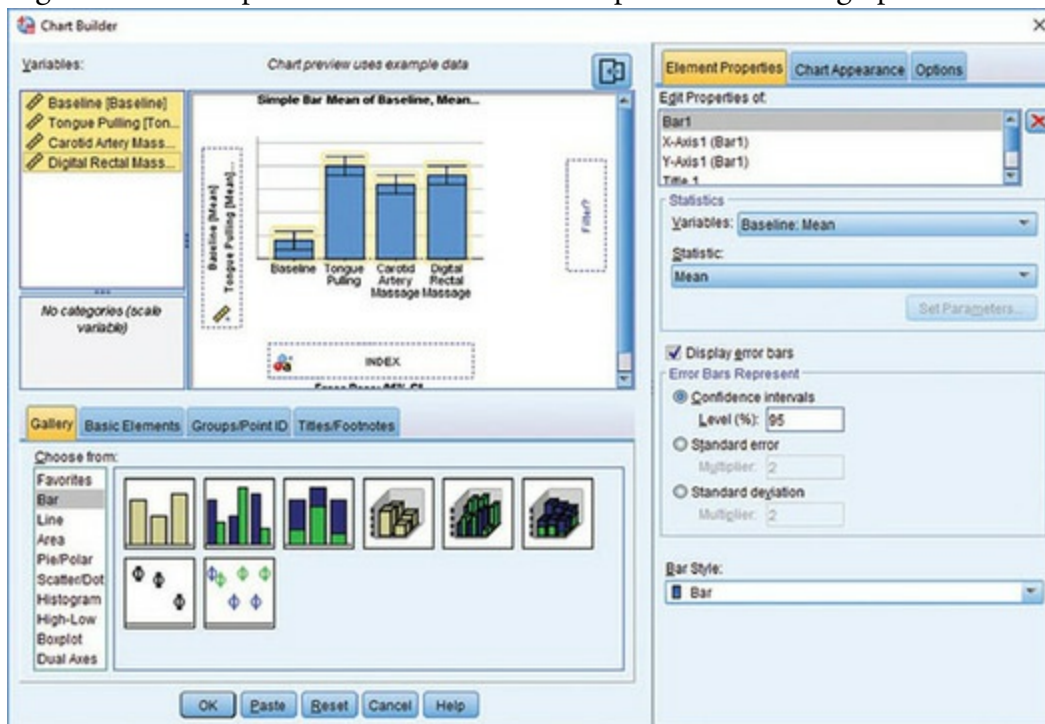 Chart Builder
Variables:
Chart preview uses example data
Baseline [Baseline]
Tongue Pulling [Ton...
Carotid Artery Mass...
Digital Rectal Mass...
No categories (scale
variable)
Simple Bar Mean of Baseline, Mean...
Baseline [Mean]
Tongue Pulling [Mean]...
Baseline
Tongue
Pulling
Carotid
Artery
Massage
Digital
Rectal
Massage
Filter?
INDEX
Gallery
Basic Elements
Groups/Point ID
Titles/Footnotes
Choose from:
Favorites
Bar
Line
Area
Pie/Polar
Scatter/Dot
Histogram
High-Low
Boxplot
Dual Axes
OK
Paste
Reset
Cancel
Help
Element Properties
Chart Appearance
Options
Edit Properties of:
Bar1
X-Axis1 (Bar1)
Y-Axis1 (Bar1)
Title 1
Statistics
Variables: Baseline: Mean
Statistic:
Mean
Set Parameters...
Display error bars
Error Bars Represent
Confidence intervals
Level (%): 95
Standard error
Multiplier: 2
Standard deviation
Multiplier: 2
Bar Style:
Bar